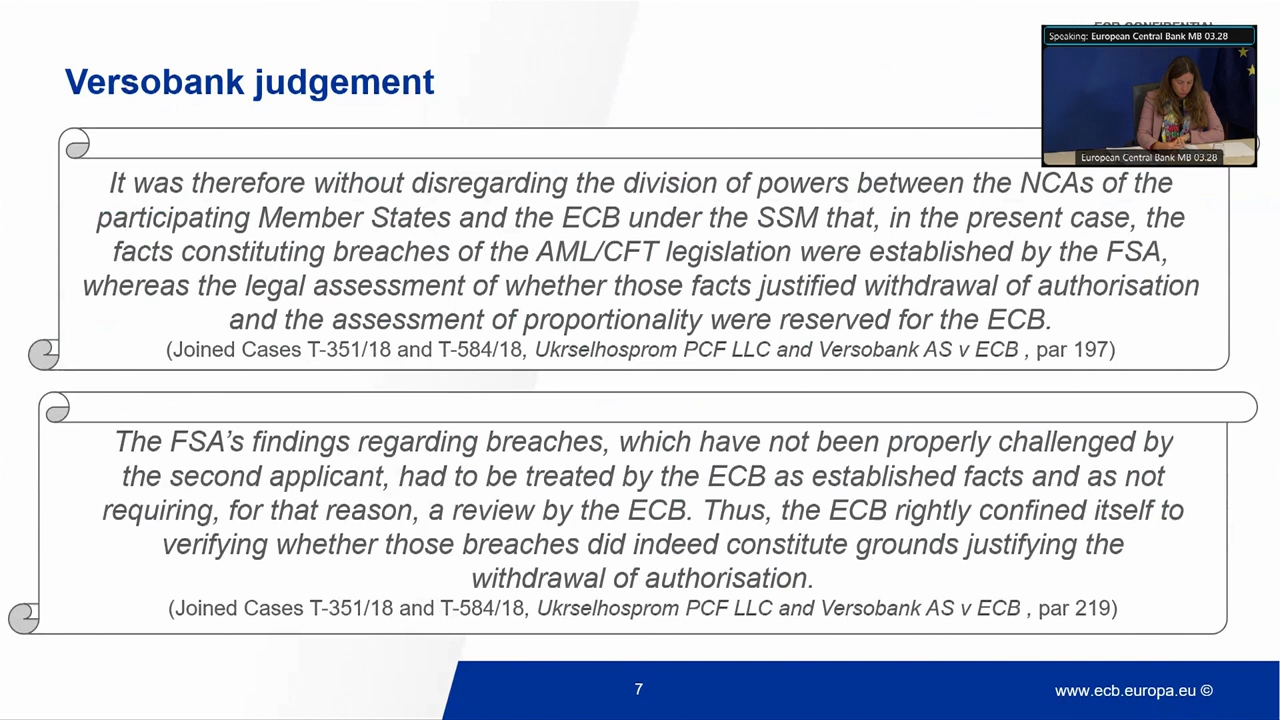 ECB CONFIDENTIAL
Speaking: European Central Bank MB 03.28
European Central Bank MB 03.28
Versobank judgement
It was therefore without disregarding the division of powers between the NCAs of the
participating Member States and the ECB under the SSM that, in the present case, the
facts constituting breaches of the AML/CFT legislation were established by the FSA,
whereas the legal assessment of whether those facts justified withdrawal of authorisation
and the assessment of proportionality were reserved for the ECB.
(Joined Cases T-351/18 and T-584/18, Ukrselhosprom PCF LLC and Versobank AS v ECB , par 197)
The FSA’s findings regarding breaches, which have not been properly challenged by
the second applicant, had to be treated by the ECB as established facts and as not
requiring, for that reason, a review by the ECB. Thus, the ECB rightly confined itself to
verifying whether those breaches did indeed constitute grounds justifying the
withdrawal of authorisation.
(Joined Cases T-351/18 and T-584/18, Ukrselhosprom PCF LLC and Versobank AS v ECB , par 219)
7
www.ecb.europa.eu ©